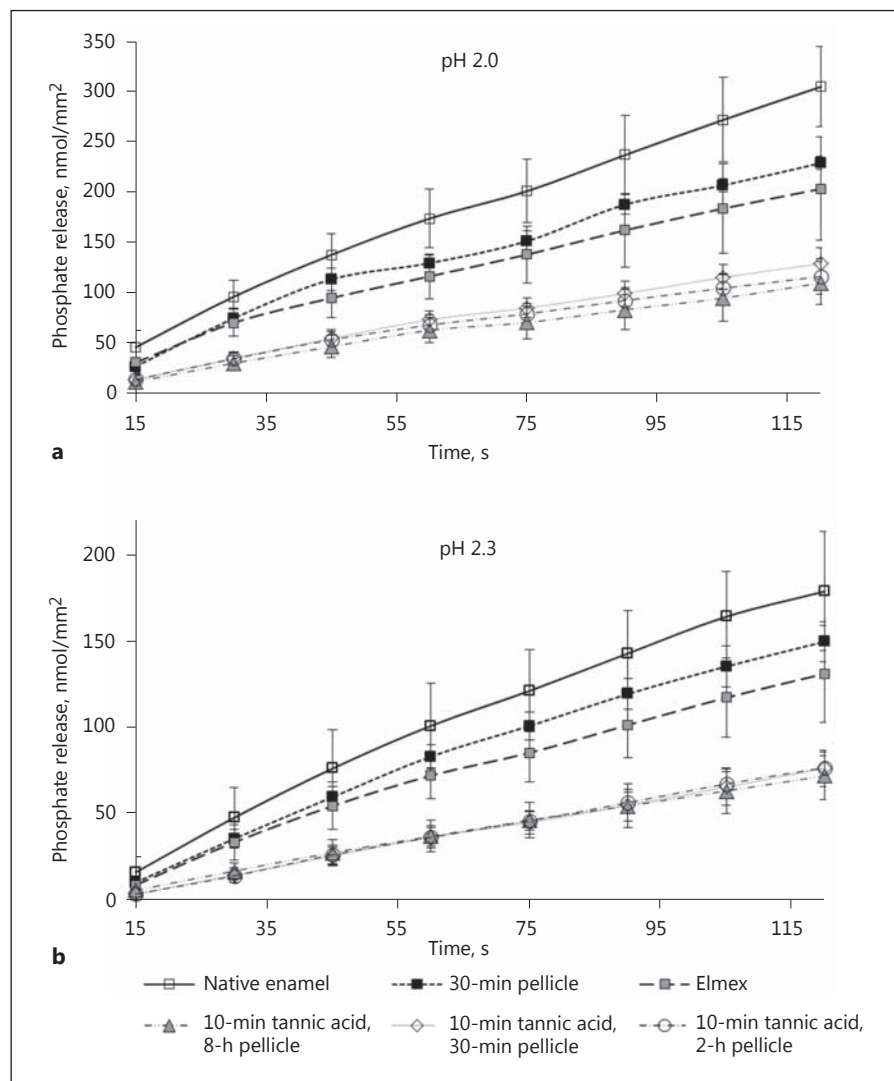 pH 2.0
Phosphate release, nmol/mm²
350
300
250
200
150
100
50
0
15
35
55
75
95
115
Time, s
a
pH 2.3
Phosphate release, nmol/mm²
200
150
100
50
0
15
35
55
75
95
115
Time, s
b
Native enamel
30-min pellicle
Elmex
10-min tannic acid,
8-h pellicle
10-min tannic acid,
30-min pellicle
10-min tannic acid,
2-h pellicle